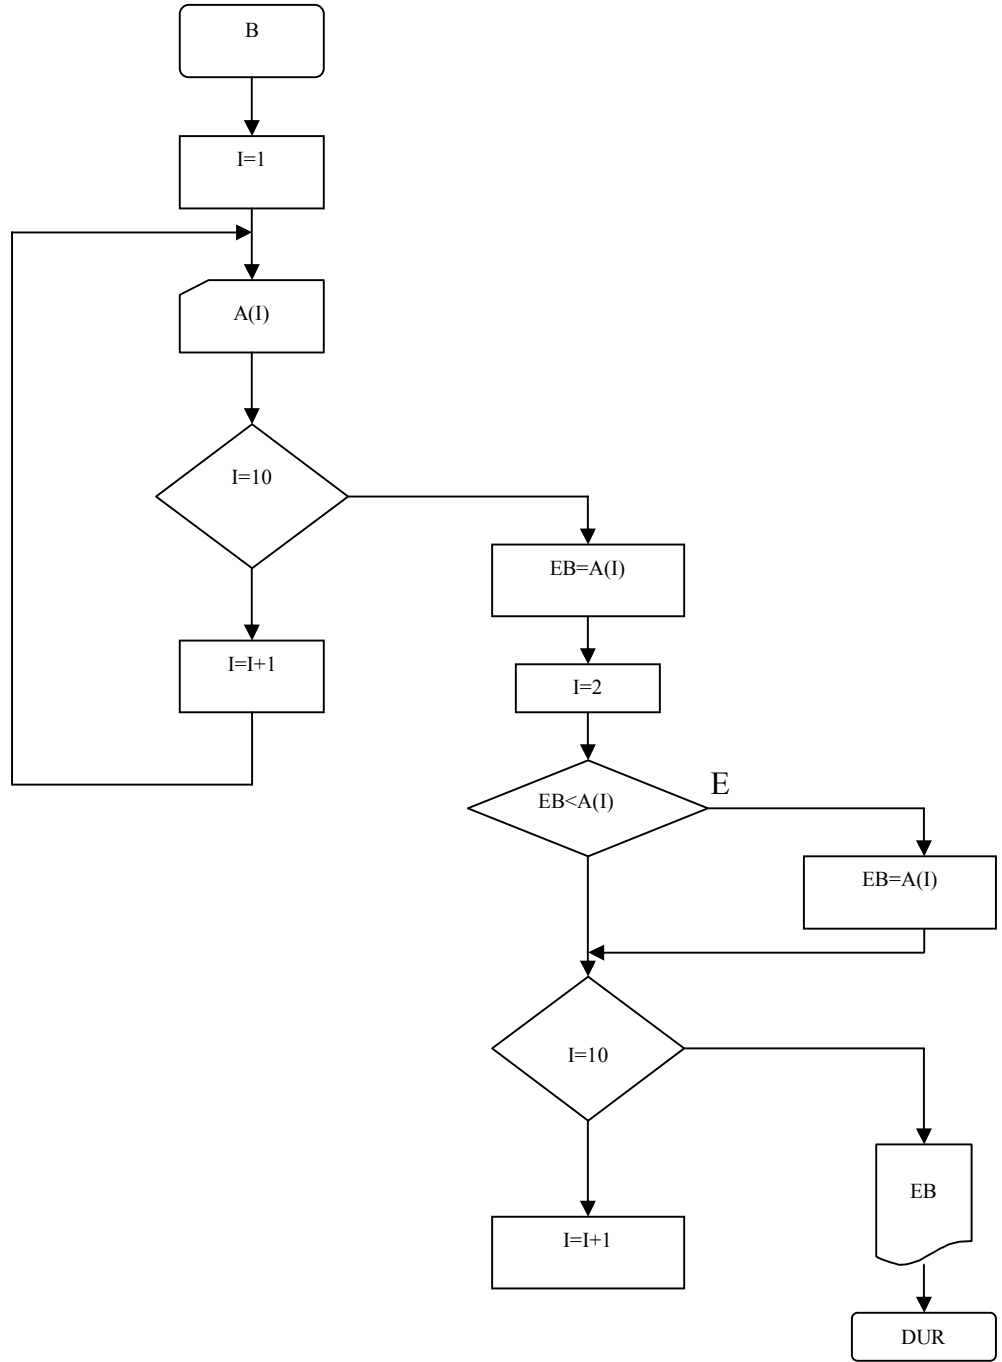 B
I=1
A(I)
I=10
I=I+1
EB=A(I)
I=2
EB<A(I)
E
EB=A(I)
I=10
I=I+1
EB
DUR